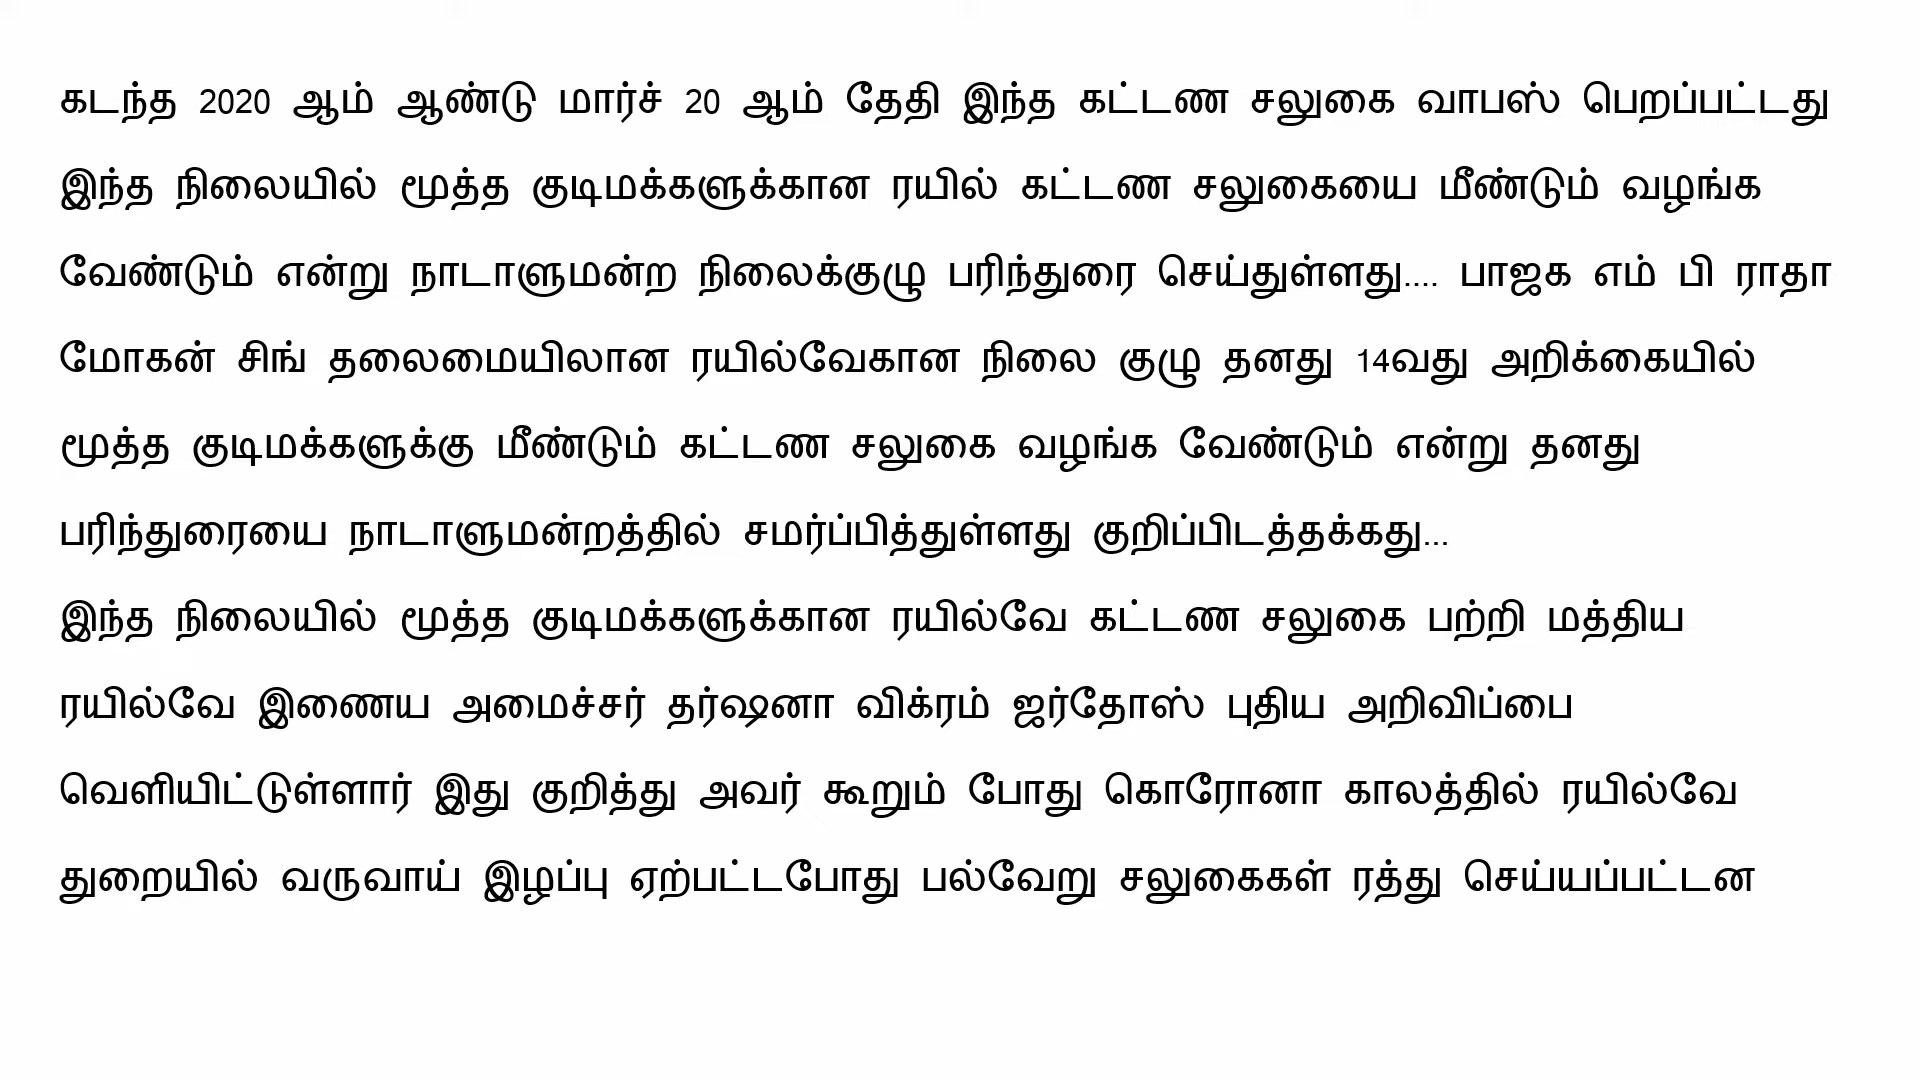 கடந்த 2020 ஆம் ஆண்டு மார்ச் 20 ஆம் தேதி இந்த கட்டண சலுகை வாபஸ் பெறப்பட்டது
இந்த நிலையில் மூத்த குடிமக்களுக்கான ரயில் கட்டண சலுகையை மீண்டும் வழங்க
வேண்டும் என்று நாடாளுமன்ற நிலைக்குழு பரிந்துரை செய்துள்ளது.... பாஜக எம் பி ராதா
மோகன் சிங் தலைமையிலான ரயில்வேகான நிலை குழு தனது 14வது அறிக்கையில்
மூத்த குடிமக்களுக்கு மீண்டும் கட்டண சலுகை வழங்க வேண்டும் என்று தனது
பரிந்துரையை நாடாளுமன்றத்தில் சமர்ப்பித்துள்ளது குறிப்பிடத்தக்கது...
இந்த நிலையில் மூத்த குடிமக்களுக்கான ரயில்வே கட்டண சலுகை பற்றி மத்திய
ரயில்வே இணைய அமைச்சர் தர்ஷனா விக்ரம் ஜர்தோஸ் புதிய அறிவிப்பை
வெளியிட்டுள்ளார் இது குறித்து அவர் கூறும் போது கொரோனா காலத்தில் ரயில்வே
துறையில் வருவாய் இழப்பு ஏற்பட்டபோது பல்வேறு சலுகைகள் ரத்து செய்யப்பட்டன